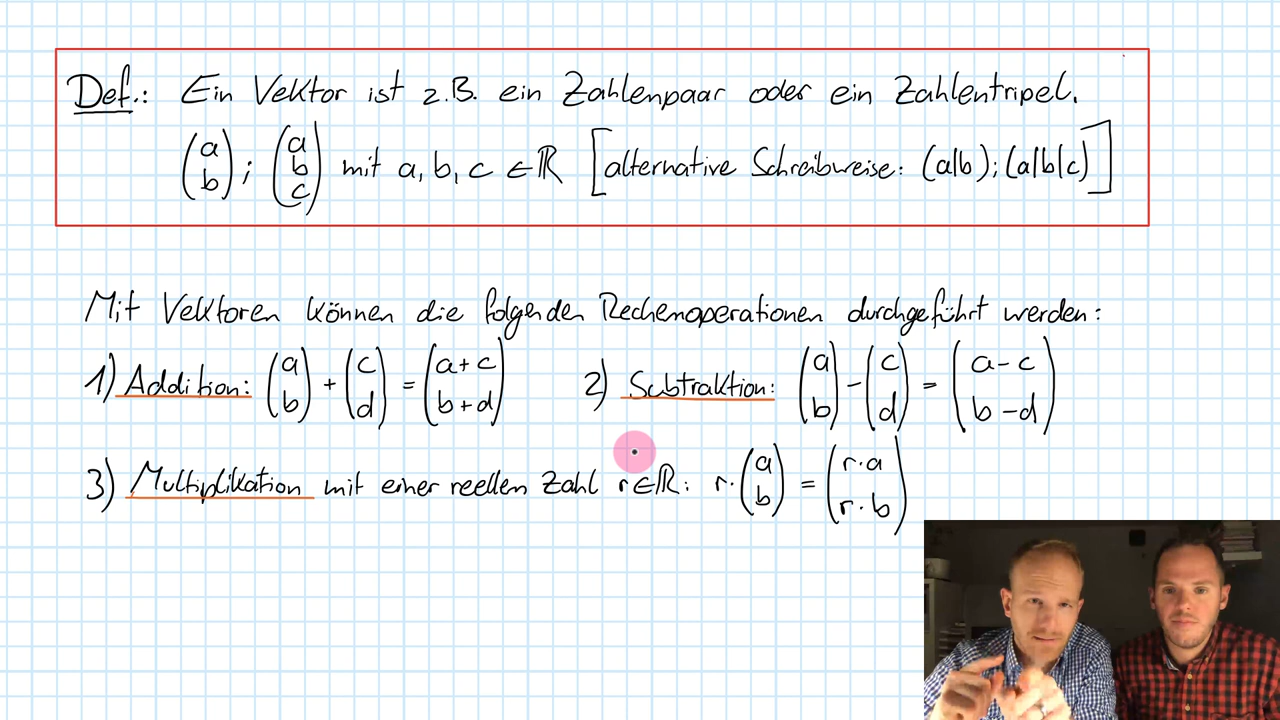 Def.: Ein Vektor ist z.B. ein Zahlenpaar oder ein Zahlentripel.
(a b); (a b c) mit a, b, c ∈ ℝ [alternative Schreibweise: (a|b); (a|b|c)]
Mit Vektoren können die folgenden Rechenoperationen durchgeführt werden:
1) Addition: (a b) + (c d) = (a+c b+d) 2) Subtraktion: (a b) - (c d) = (a-c b-d)
3) Multiplikation mit einer reellen Zahl r∈ℝ: r·(a b) = (r·a r·b)